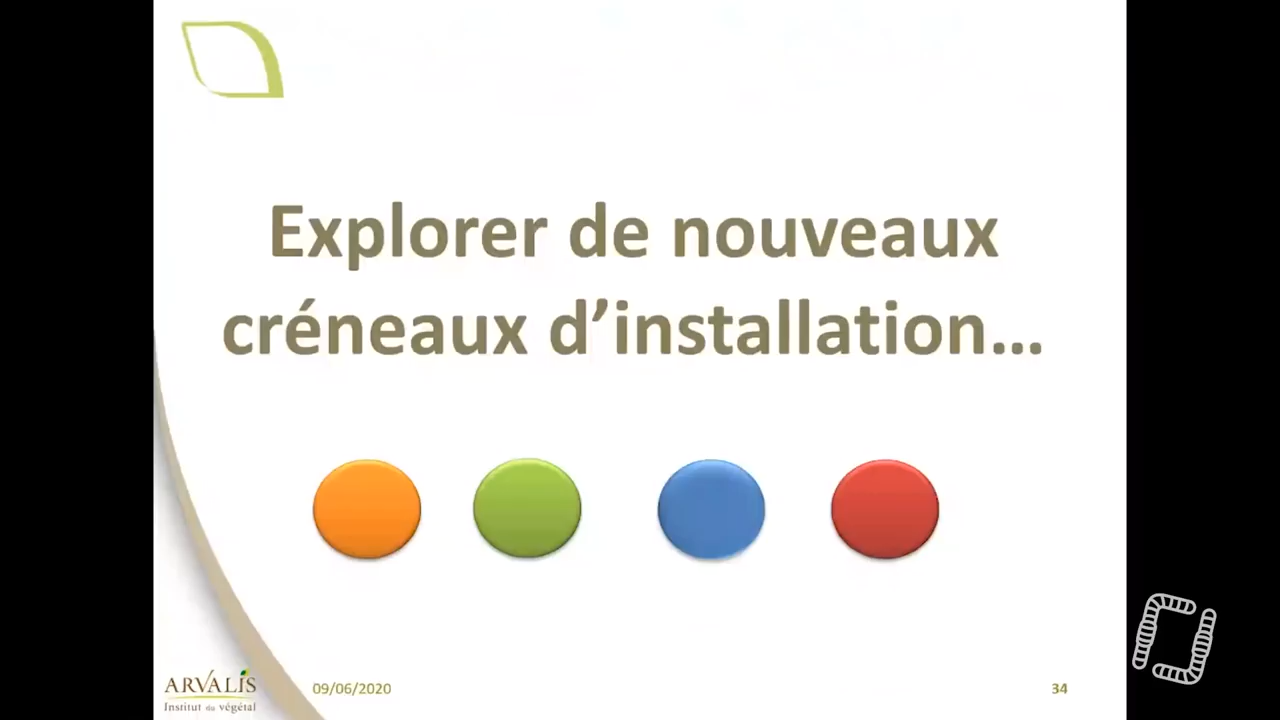 Explorer de nouveaux
créneaux d’installation…
ARVALIS
Institut du végétal
09/06/2020
34